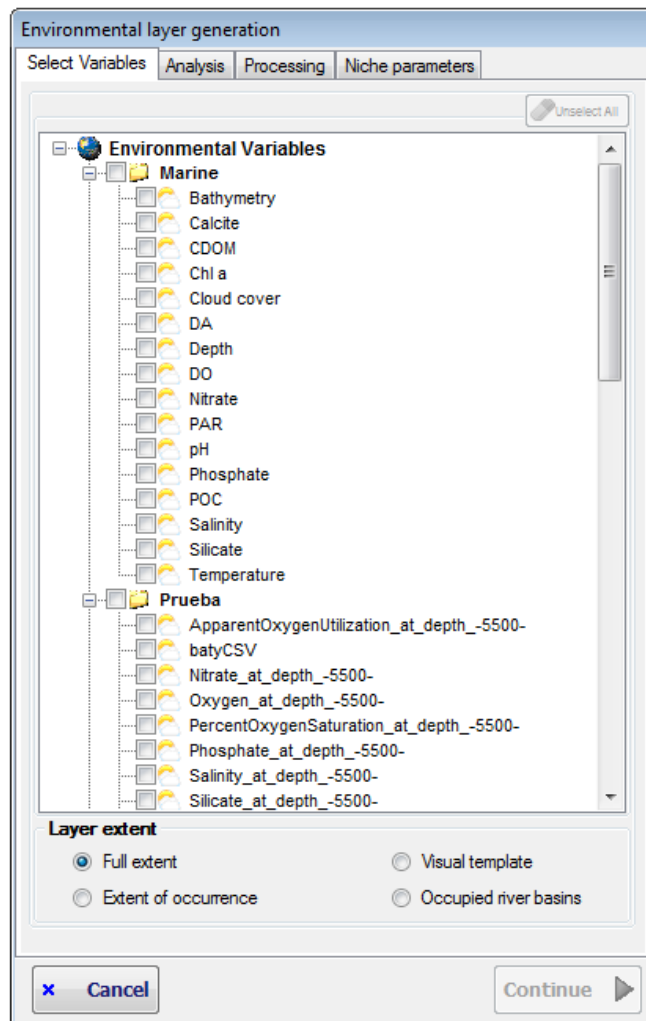 Environmental layer generation
Select Variables Analysis Processing Niche parameters
Unselect All
Environmental Variables
Marine
Bathymetry
Calcite
CDOM
Chl a
Cloud cover
DA
Depth
DO
Nitrate
PAR
pH
Phosphate
POC
Salinity
Silicate
Temperature
Prueba
ApparentOxygenUtilization_at_depth_-5500-
batyCSV
Nitrate_at_depth_-5500-
Oxygen_at_depth_-5500-
PercentOxygenSaturation_at_depth_-5500-
Phosphate_at_depth_-5500-
Salinity_at_depth_-5500-
Silicate_at_depth_-5500-
Layer extent
Full extent Visual template
Extent of occurrence Occupied river basins
Cancel Continue